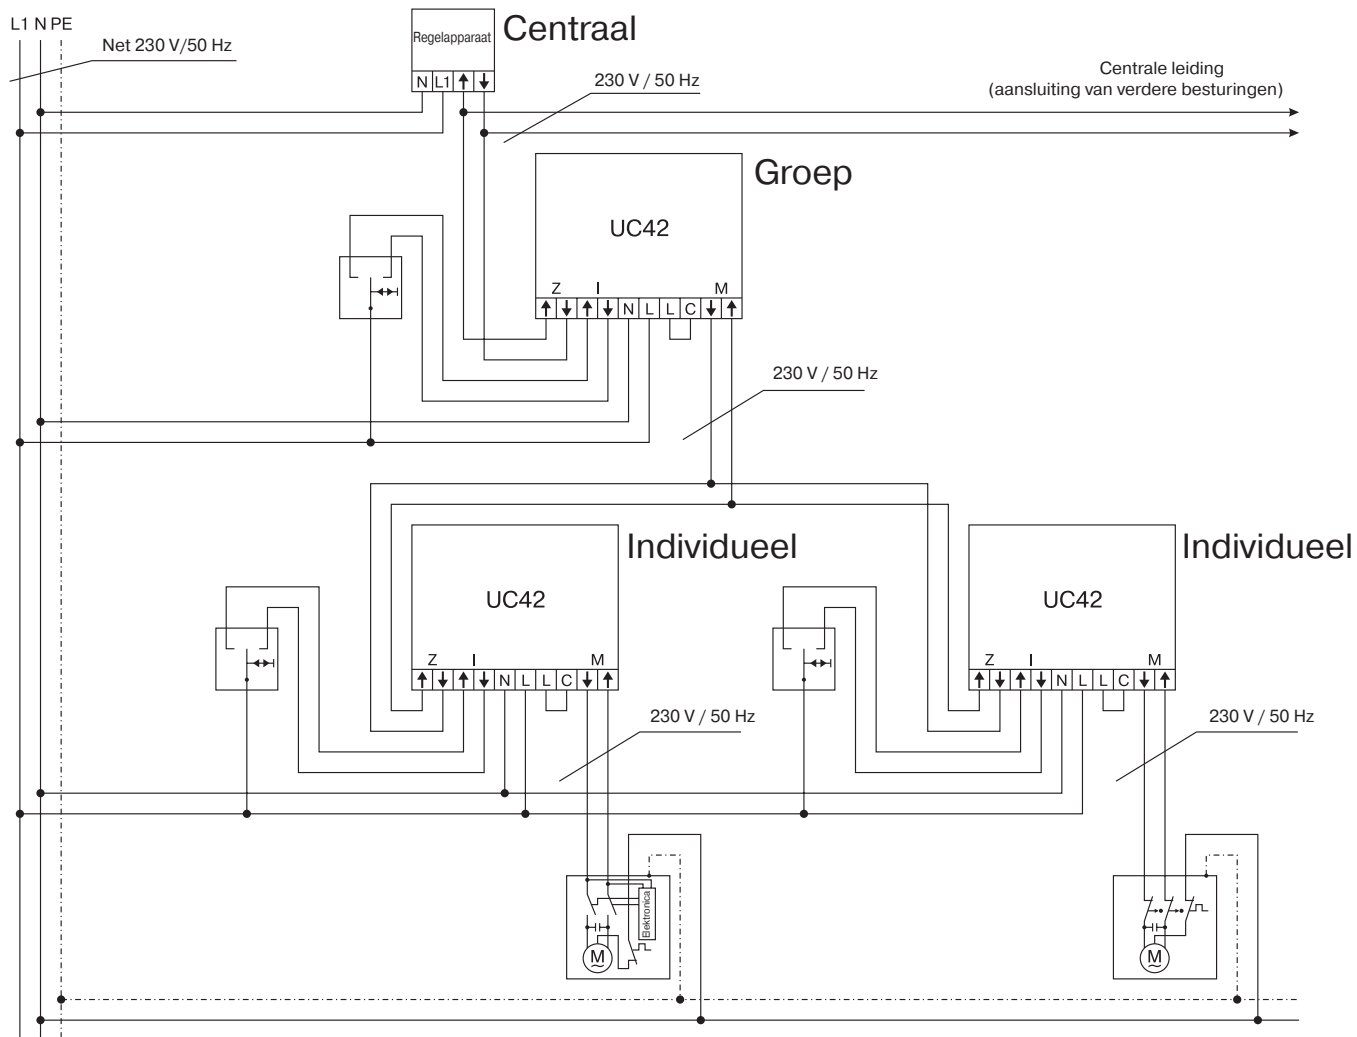 L1 N PE
Net 230 V/50 Hz
Regelapparaat
Centraal
N L1
230 V / 50 Hz
Centrale leiding
(aansluiting van verdere besturingen)
Groep
UC42
Z I M
N L L C
230 V / 50 Hz
Individueel
UC42
Z I M
N L L C
230 V / 50 Hz
Individueel
UC42
Z I M
N L L C
230 V / 50 Hz
Elektronica
M
M